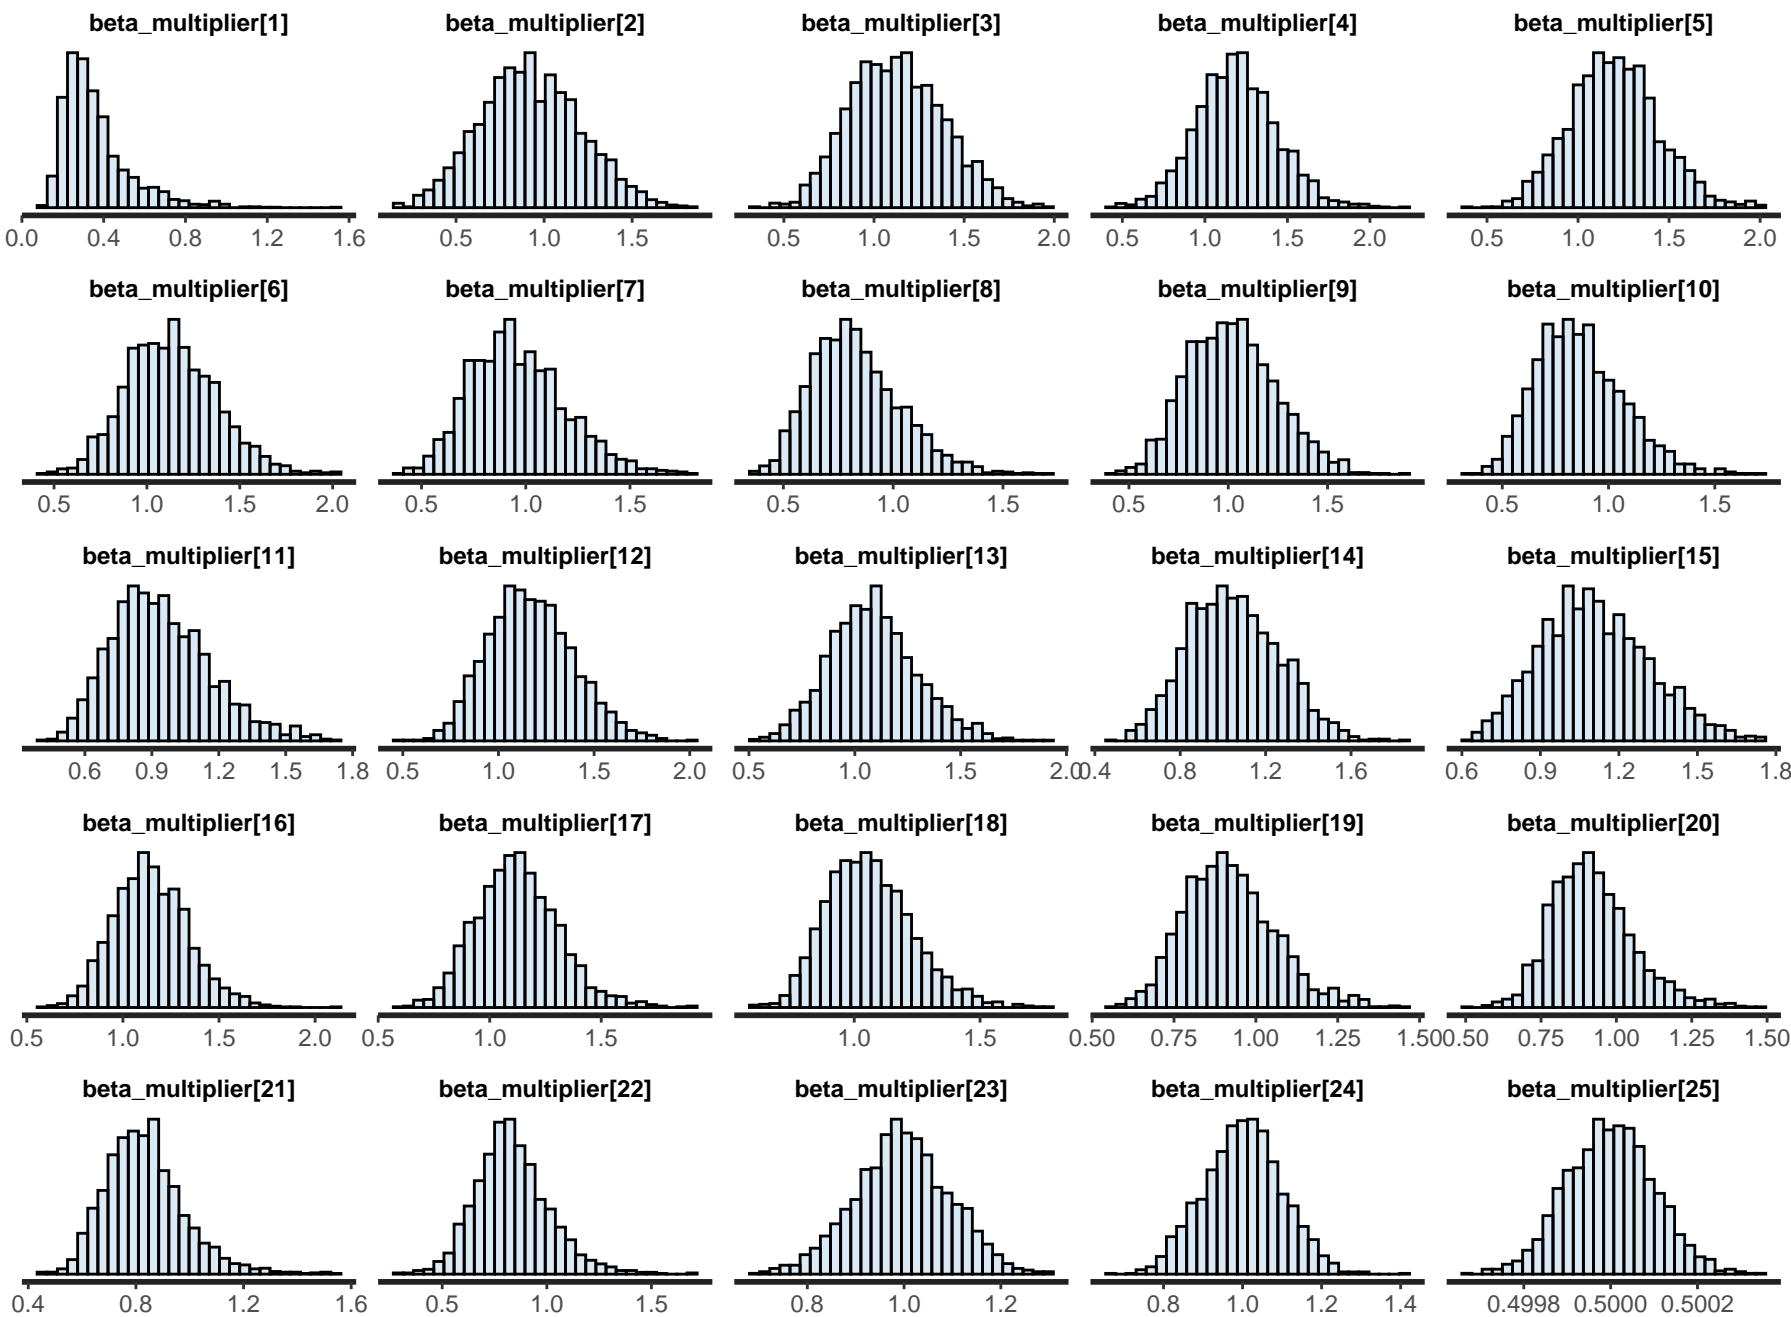 beta_multiplier[1] beta_multiplier[2] beta_multiplier[3] beta_multiplier[4] beta_multiplier[5]
0.0 0.4 0.8 1.2 1.6 0.5 1.0 1.5 0.5 1.0 1.5 2.0 0.5 1.0 1.5 2.0 0.5 1.0 1.5 2.0
beta_multiplier[6] beta_multiplier[7] beta_multiplier[8] beta_multiplier[9] beta_multiplier[10]
0.5 1.0 1.5 2.0 0.5 1.0 1.5 0.5 1.0 1.5 0.5 1.0 1.5 0.5 1.0 1.5
beta_multiplier[11] beta_multiplier[12] beta_multiplier[13] beta_multiplier[14] beta_multiplier[15]
0.6 0.9 1.2 1.5 1.8 0.5 1.0 1.5 2.0 0.5 1.0 1.5 2.0 0.4 0.8 1.2 1.6 0.6 0.9 1.2 1.5 1.8
beta_multiplier[16] beta_multiplier[17] beta_multiplier[18] beta_multiplier[19] beta_multiplier[20]
0.5 1.0 1.5 2.0 0.5 1.0 1.5 1.0 1.5 0.50 0.75 1.00 1.25 1.50 0.50 0.75 1.00 1.25 1.50
beta_multiplier[21] beta_multiplier[22] beta_multiplier[23] beta_multiplier[24] beta_multiplier[25]
0.4 0.8 1.2 1.6 0.5 1.0 1.5 0.8 1.0 1.2 0.8 1.0 1.2 1.4 0.4998 0.5000 0.5002